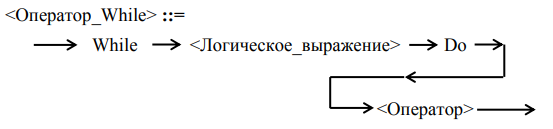 <Оператор_While> ::=
While <Логическое_выражение> Do
<Оператор>